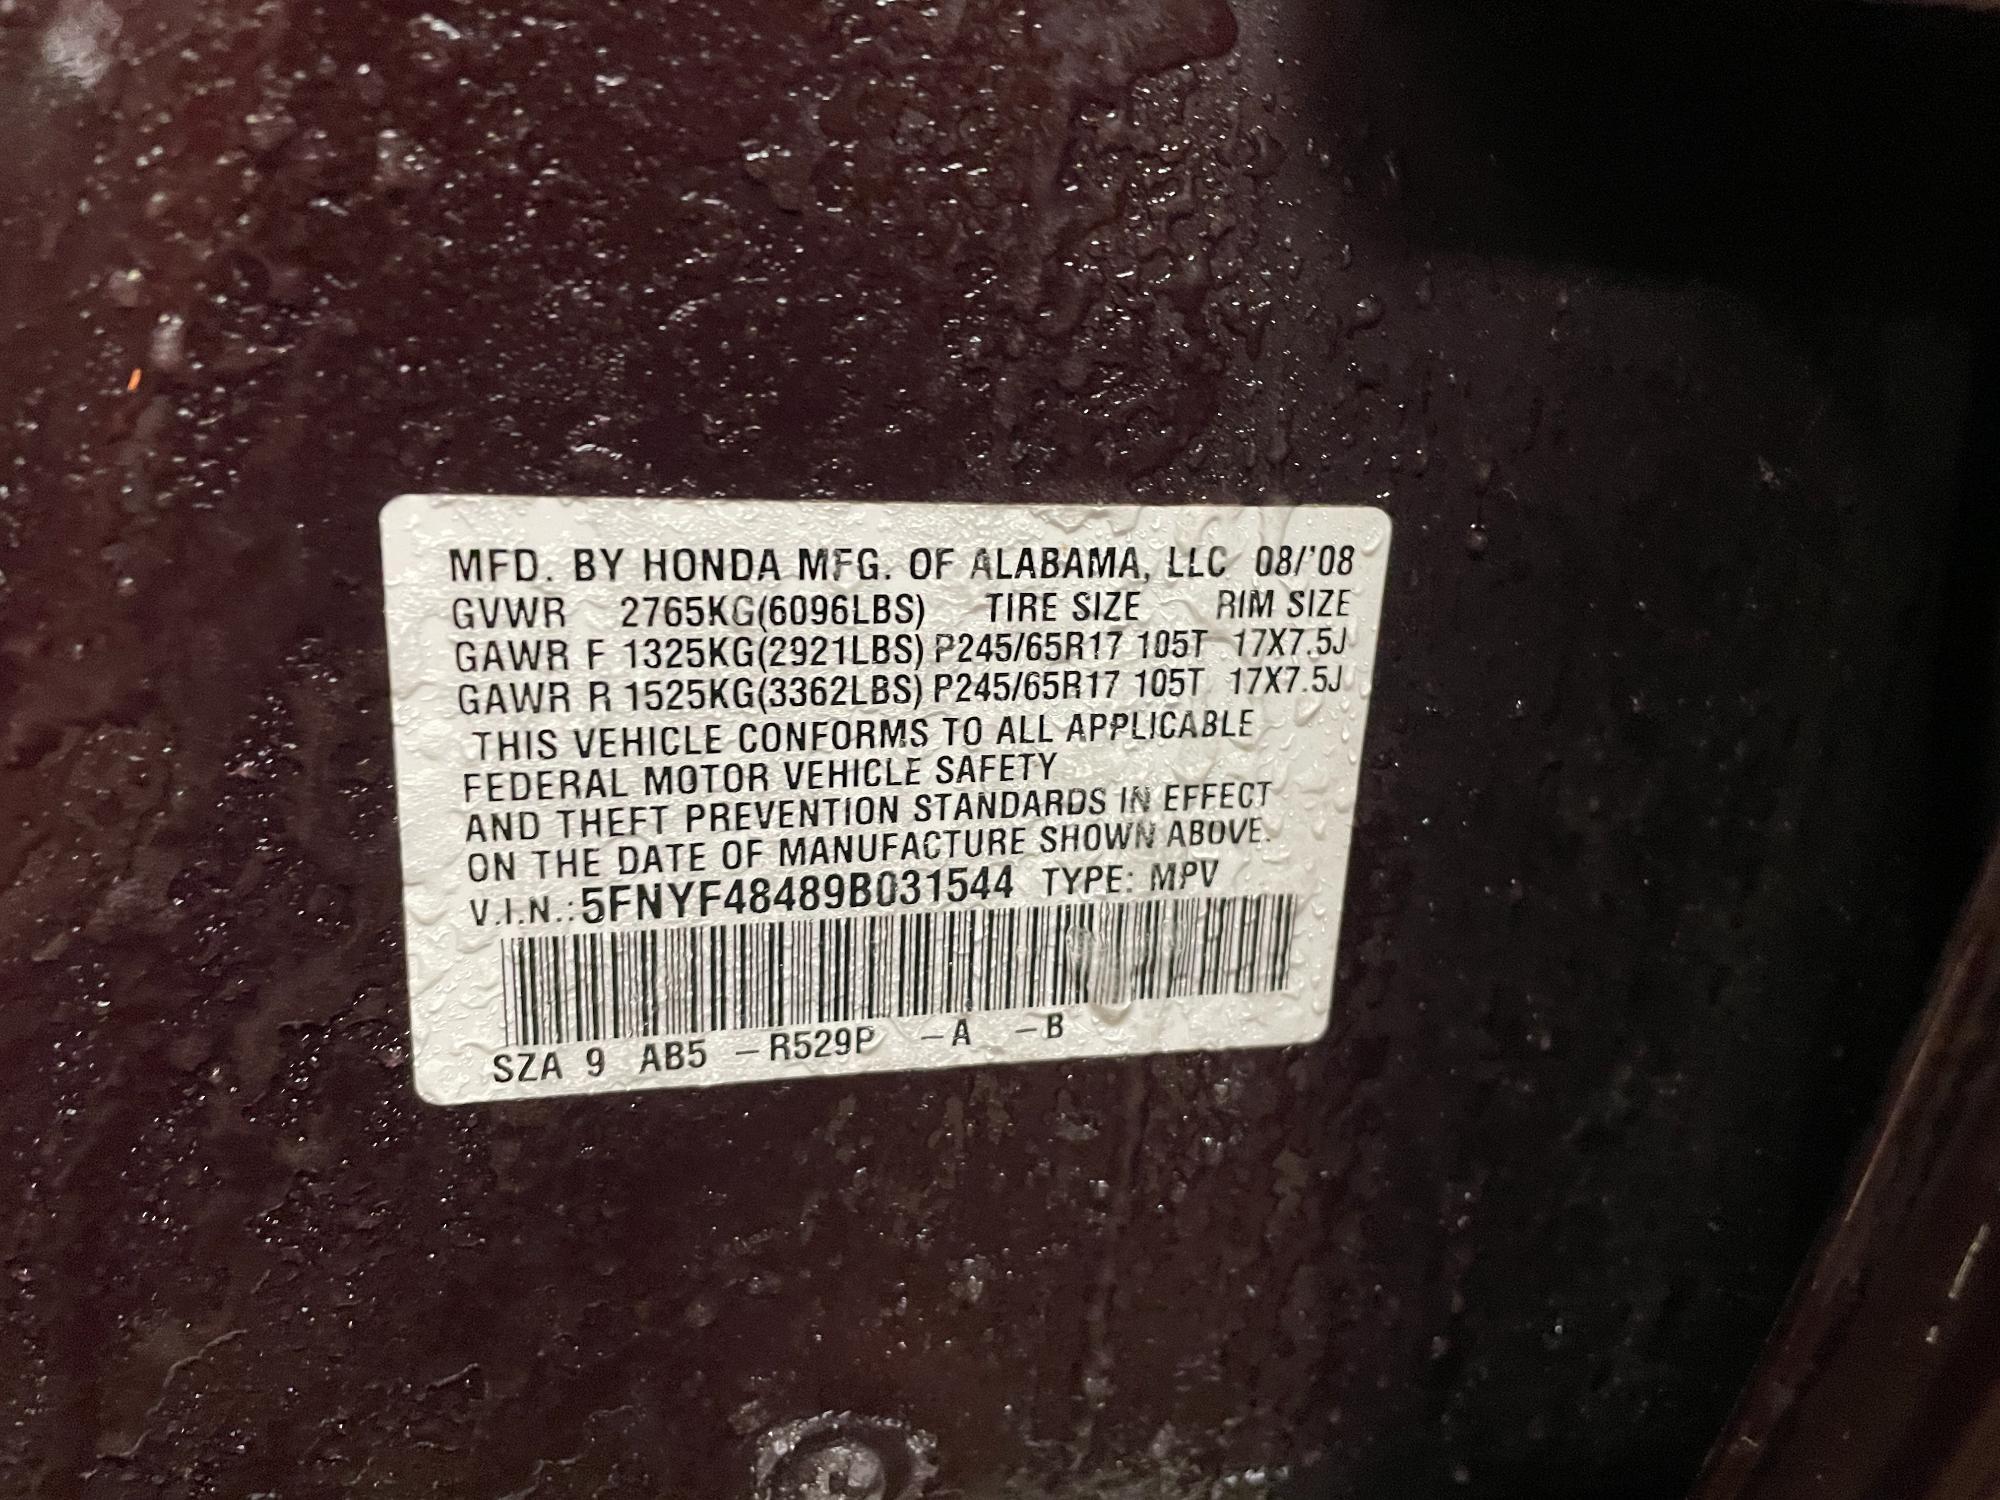 MFD. BY HONDA MFG. OF ALABAMA, LLC 08/'08
GVWR 2765KG(6096LBS) TIRE SIZE RIM SIZE
GAWR F 1325KG(2921LBS) P245/65R17 105T 17X7.5J
GAWR R 1525KG(3362LBS) P245/65R17 105T 17X7.5J
THIS VEHICLE CONFORMS TO ALL APPLICABLE
FEDERAL MOTOR VEHICLE SAFETY
AND THEFT PREVENTION STANDARDS IN EFFECT
ON THE DATE OF MANUFACTURE SHOWN ABOVE.
V.I.N.: 5FNYF48489B031544 TYPE: MPV
SZA 9 AB5 –R529P –A –B